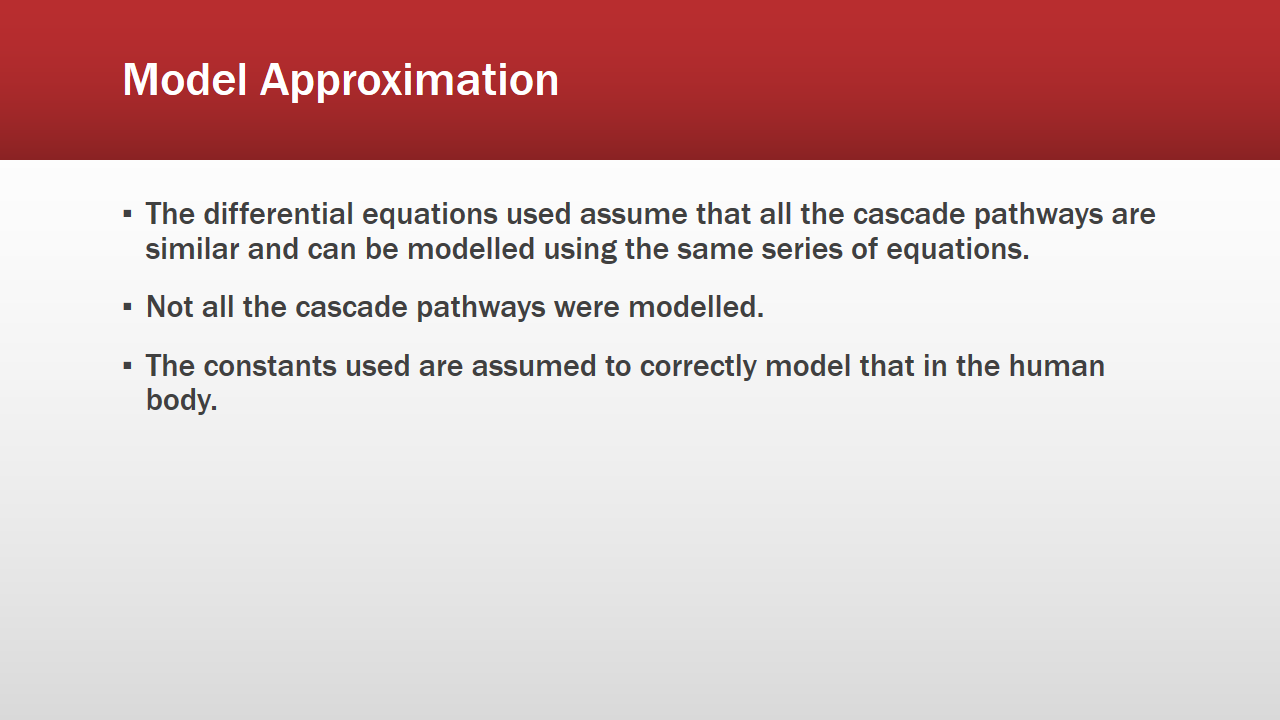 Model Approximation
▪ The differential equations used assume that all the cascade pathways are
similar and can be modelled using the same series of equations.
▪ Not all the cascade pathways were modelled.
▪ The constants used are assumed to correctly model that in the human
body.